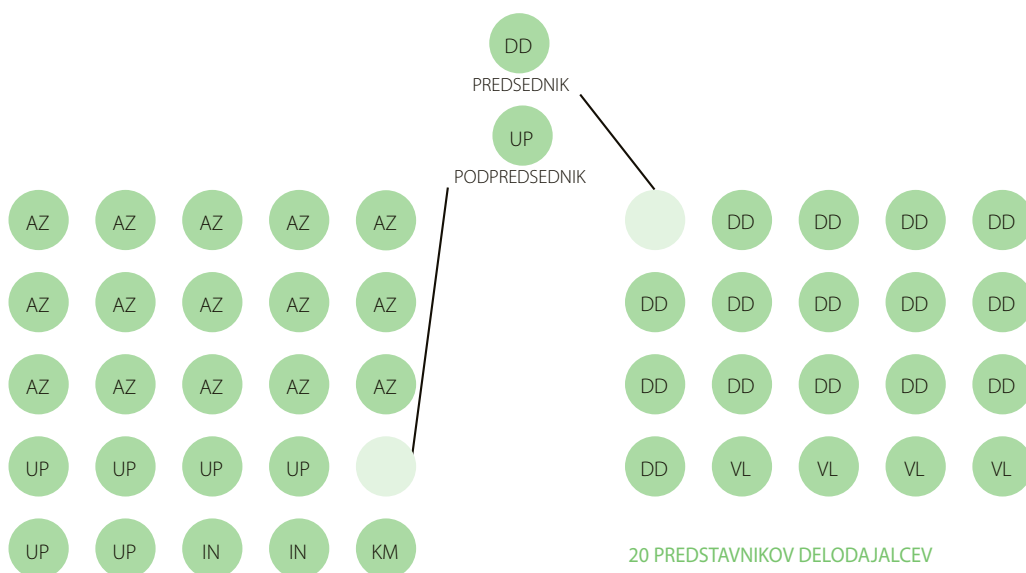 DD
PREDSEDNIK
UP
PODPREDSEDNIK
AZ AZ AZ AZ AZ
DD DD DD DD
AZ AZ AZ AZ AZ
DD DD DD DD DD
AZ AZ AZ AZ AZ
DD DD DD DD DD
UP UP UP UP
DD VL VL VL VL
UP UP IN IN KM
20 PREDSTAVNIKOV DELODAJALCEV